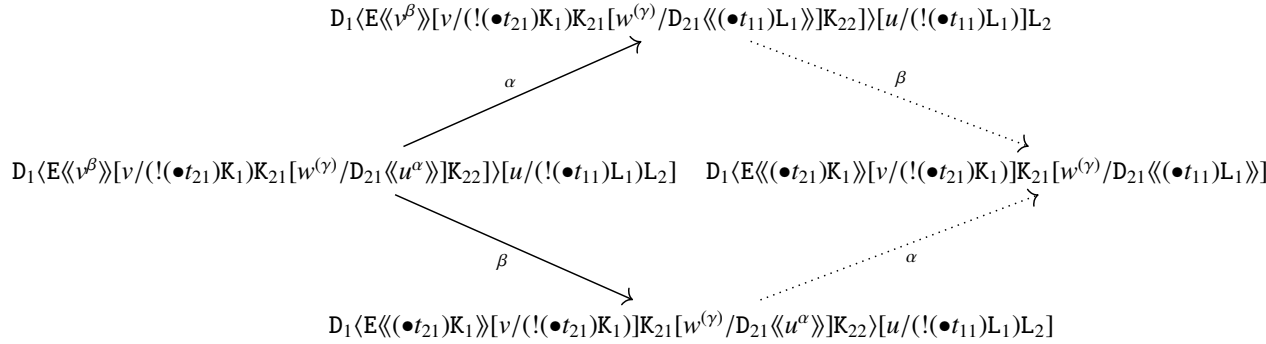 D₁⟨E⟪v^β⟫[v/(!(•t₂₁)K₁)K₂₁[w^(γ)/D₂₁⟪(•t₁₁)L₁⟫]K₂₂]⟩[u/(!(•t₁₁)L₁)]L₂
α
β
D₁⟨E⟪v^β⟫[v/(!(•t₂₁)K₁)K₂₁[w^(γ)/D₂₁⟪u^α⟫]K₂₂]⟩[u/(!(•t₁₁)L₁)L₂] D₁⟨E⟪(•t₂₁)K₁⟫[v/(!(•t₂₁)K₁)]K₂₁[w^(γ)/D₂₁⟪(•t₁₁)L₁⟫]
β
α
D₁⟨E⟪(•t₂₁)K₁⟫[v/(!(•t₂₁)K₁)]K₂₁[w^(γ)/D₂₁⟪u^α⟫]K₂₂⟩[u/(!(•t₁₁)L₁)L₂]